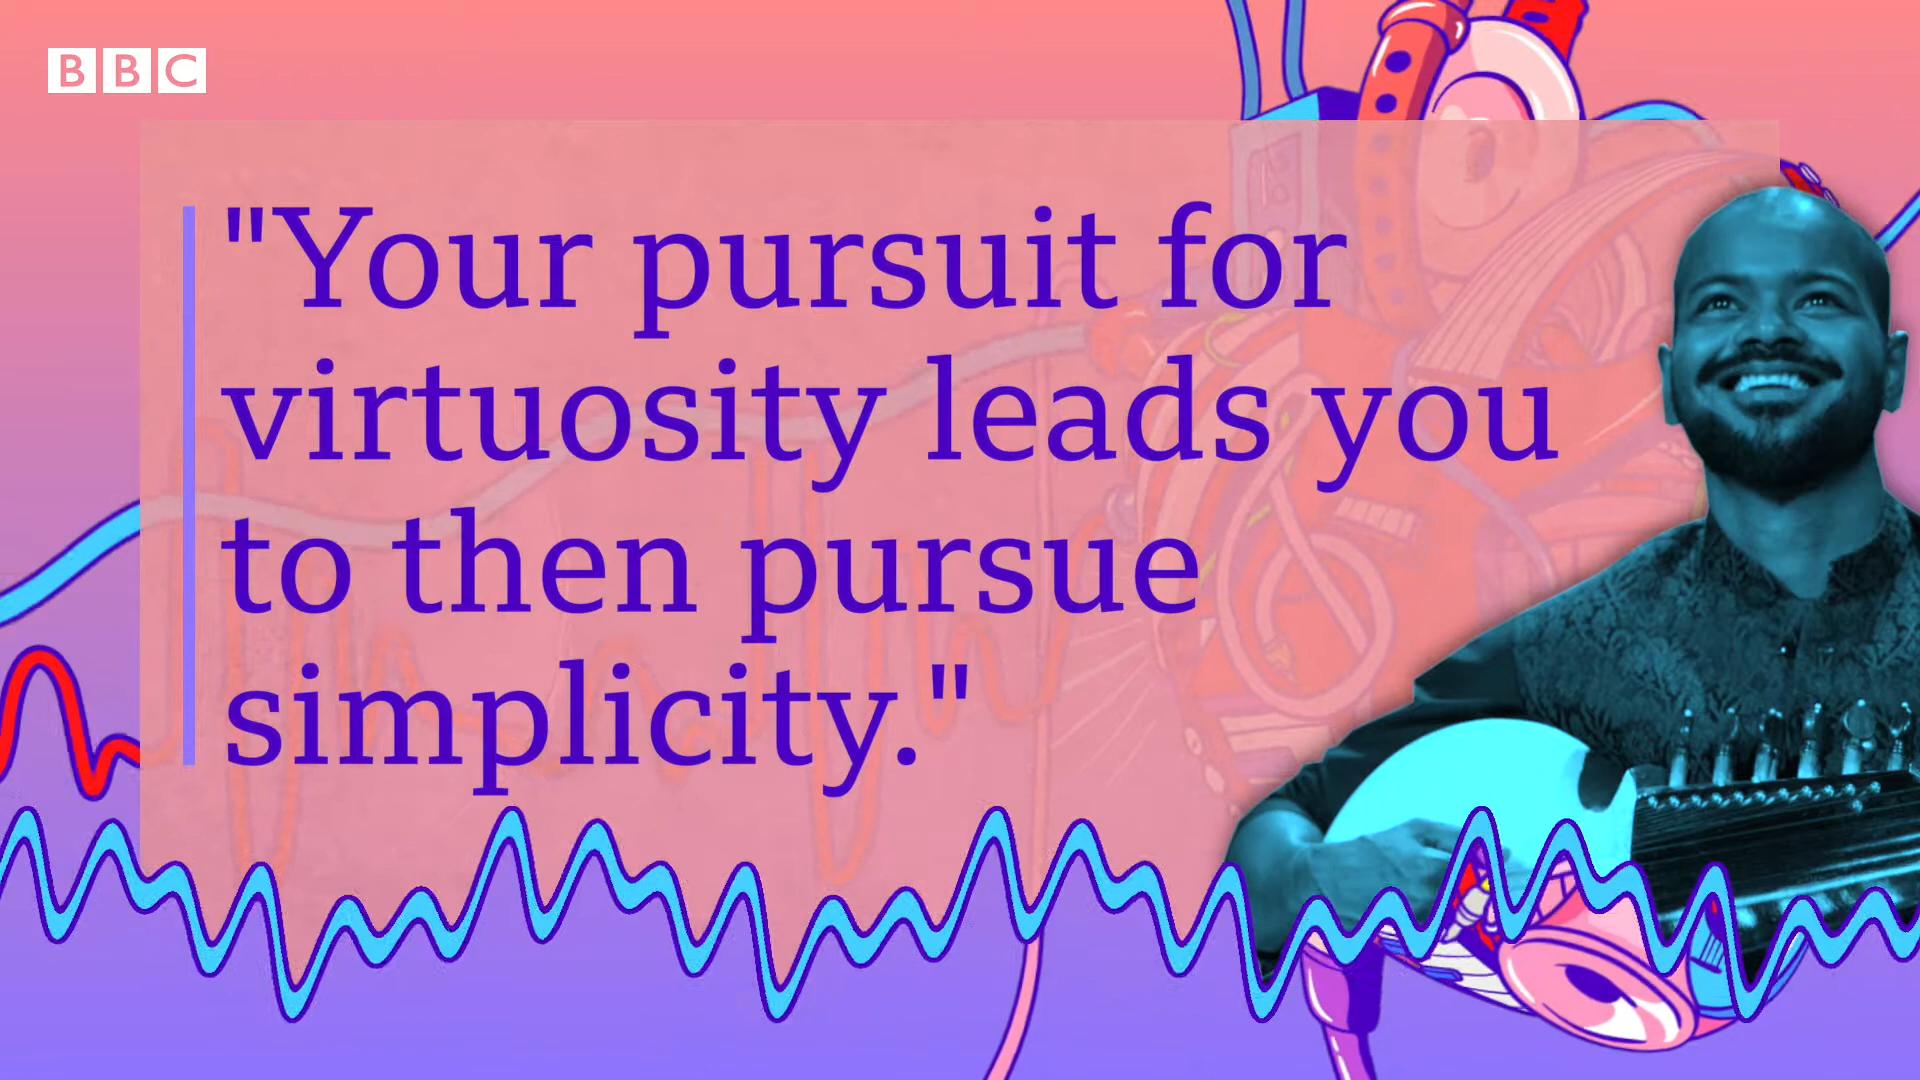 BBC
"Your pursuit for
virtuosity leads you
to then pursue
simplicity."